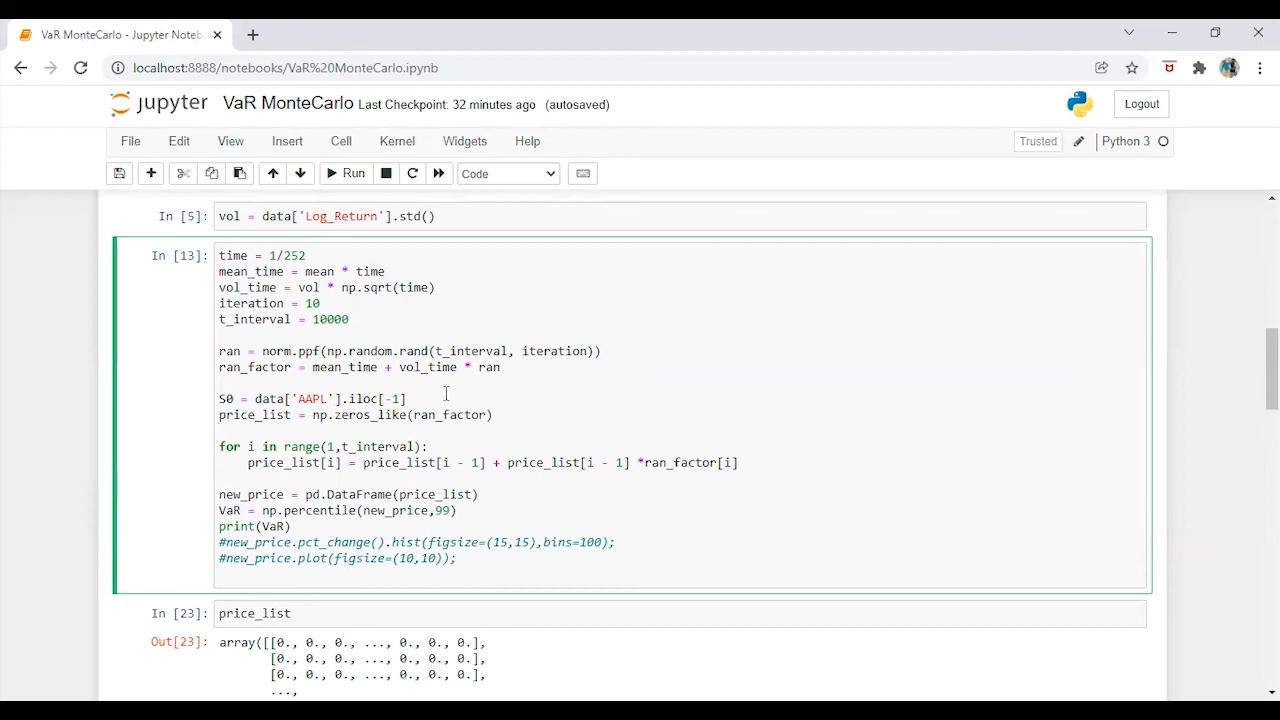 VaR MonteCarlo - Jupyter Noteb
localhost:8888/notebooks/VaR%20MonteCarlo.ipynb
jupyter VaR MonteCarlo Last Checkpoint: 32 minutes ago (autosaved)
Logout
File Edit View Insert Cell Kernel Widgets Help
Trusted Python 3
Run Code
In [5]: vol = data['Log_Return'].std()
In [13]: time = 1/252
mean_time = mean * time
vol_time = vol * np.sqrt(time)
iteration = 10
t_interval = 10000
ran = norm.ppf(np.random.rand(t_interval, iteration))
ran_factor = mean_time + vol_time * ran
S0 = data['AAPL'].iloc[-1]
price_list = np.zeros_like(ran_factor)
for i in range(1,t_interval):
price_list[i] = price_list[i - 1] + price_list[i - 1] *ran_factor[i]
new_price = pd.DataFrame(price_list)
VaR = np.percentile(new_price,99)
print(VaR)
#new_price.pct_change().hist(figsize=(15,15),bins=100);
#new_price.plot(figsize=(10,10));
In [23]: price_list
Out[23]: array([[0., 0., 0., ..., 0., 0., 0.],
[0., 0., 0., ..., 0., 0., 0.],
[0., 0., 0., ..., 0., 0., 0.],
...,